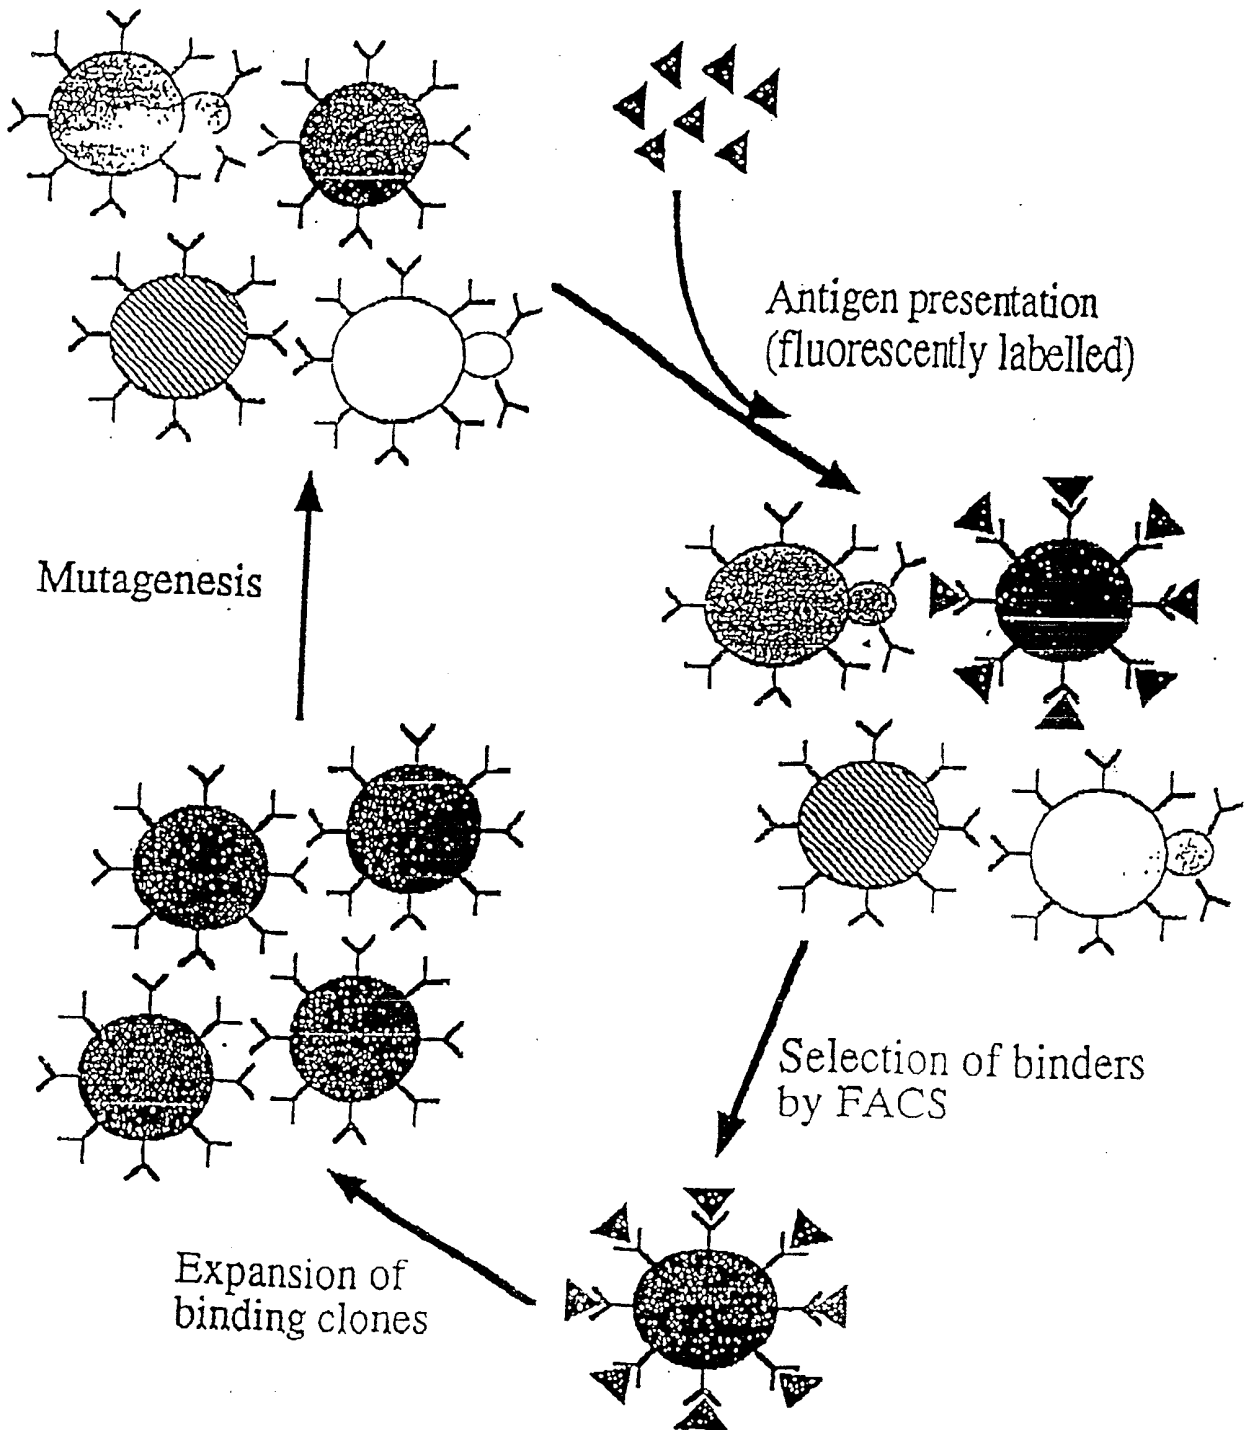 Antigen presentation
(fluorescently labelled)
Mutagenesis
Selection of binders
by FACS
Expansion of
binding clones